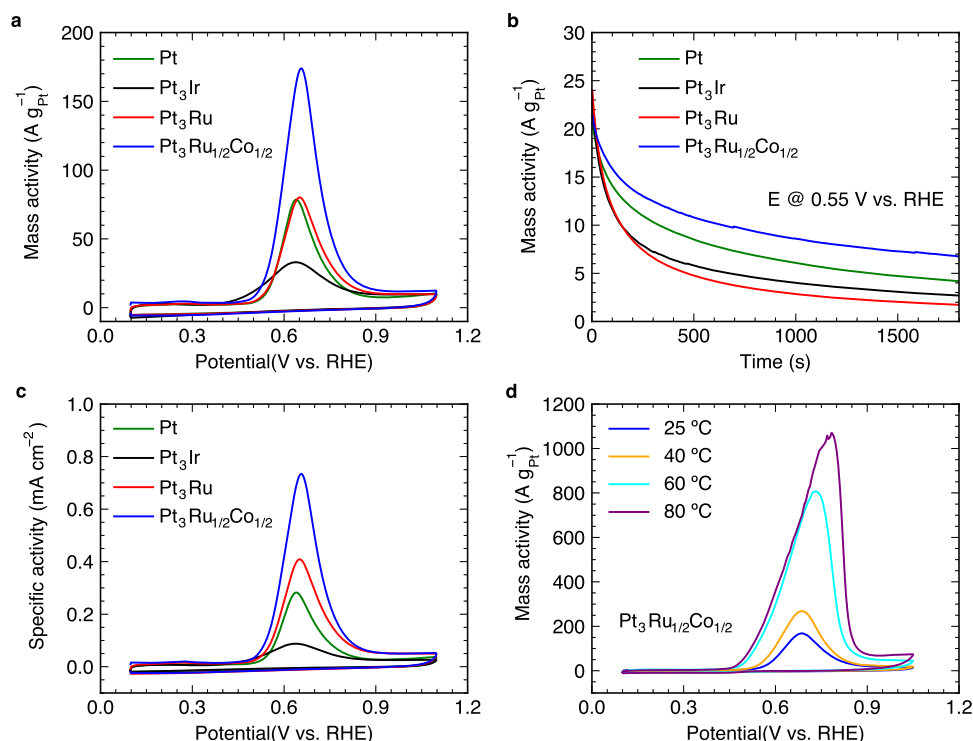 a
200
150
100
50
0
Mass activity (A g⁻¹Pt)
Pt
Pt₃Ir
Pt₃Ru
Pt₃Ru₁/₂Co₁/₂
0.0 0.3 0.6 0.9 1.2
Potential(V vs. RHE)
b
30
25
20
15
10
5
0
Mass activity (A g⁻¹Pt)
Pt
Pt₃Ir
Pt₃Ru
Pt₃Ru₁/₂Co₁/₂
E @ 0.55 V vs. RHE
0 500 1000 1500
Time (s)
c
1.0
0.8
0.6
0.4
0.2
0.0
Specific activity (mA cm⁻²)
Pt
Pt₃Ir
Pt₃Ru
Pt₃Ru₁/₂Co₁/₂
0.0 0.3 0.6 0.9 1.2
Potential(V vs. RHE)
d
1200
1000
800
600
400
200
0
Mass activity (A g⁻¹Pt)
25 ºC
40 ºC
60 ºC
80 ºC
Pt₃Ru₁/₂Co₁/₂
0.0 0.3 0.6 0.9 1.2
Potential(V vs. RHE)